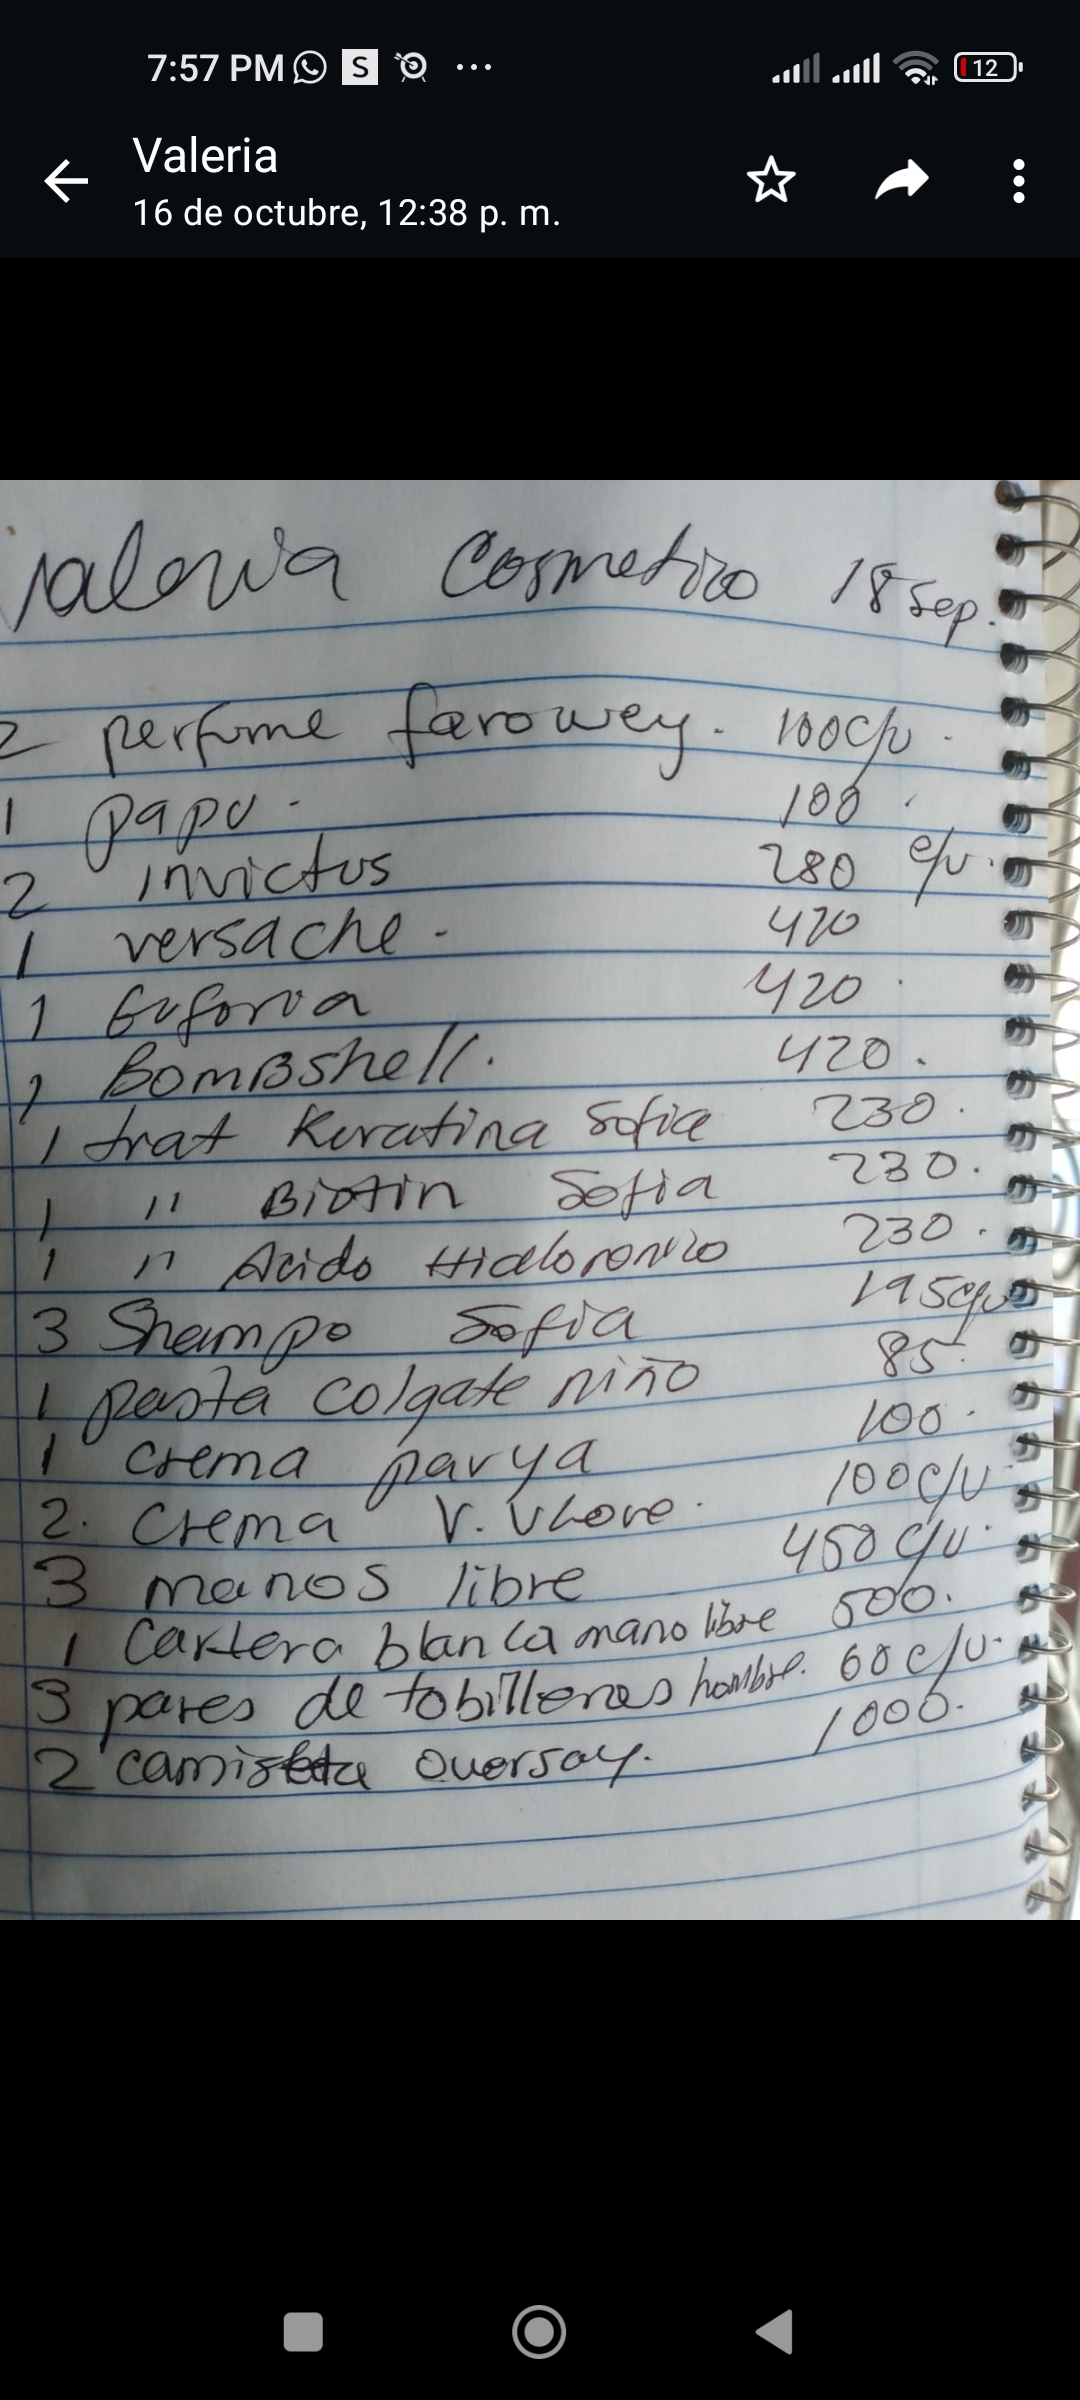 7:57 PM S ... 12
Valeria
16 de octubre, 12:38 p. m.
Valeria Cosmetico 18 Sep.
2 perfume farowey. 100 c/u.
1 papu. 100
2 invictus 280 c/u.
1 versache. 420
1 Euforia 420
1 BomBshell. 420.
1 trat Keratina Sofia 230.
1 " Biotin Sofia 230.
1 " Acido Hialoronico 230.
3 Shampo Sofia 195 c/u
1 pasta colgate niño 85.
1 crema parya 100.
2. crema V. Vlove. 100 c/u.
3 manos libre 450 c/u.
1 Cartera blanca mano libre 500.
3 pares de tobilleras hombre. 60 c/u.
2 camiseta oversay. 1000.